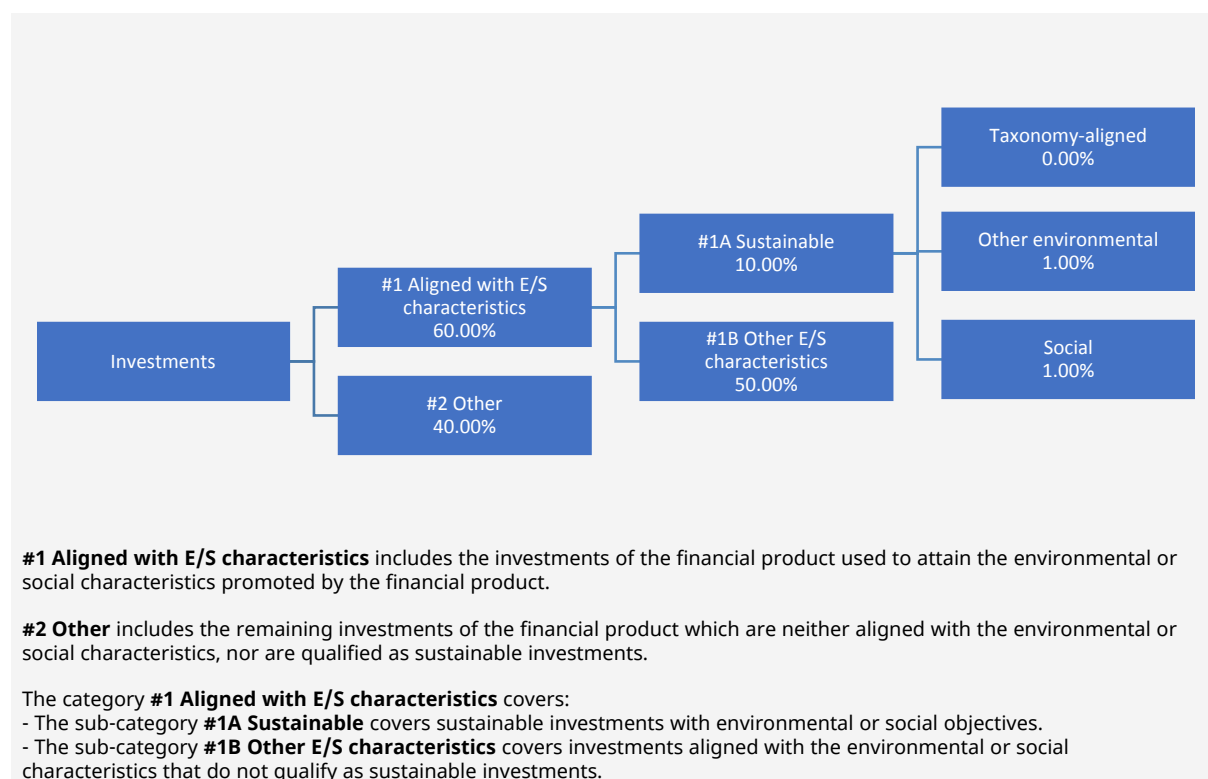 Investments
#1 Aligned with E/S
characteristics
60.00%
#2 Other
40.00%
#1A Sustainable
10.00%
#1B Other E/S
characteristics
50.00%
Taxonomy-aligned
0.00%
Other environmental
1.00%
Social
1.00%
#1 Aligned with E/S characteristics includes the investments of the financial product used to attain the environmental or
social characteristics promoted by the financial product.
#2 Other includes the remaining investments of the financial product which are neither aligned with the environmental or
social characteristics, nor are qualified as sustainable investments.
The category #1 Aligned with E/S characteristics covers:
- The sub-category #1A Sustainable covers sustainable investments with environmental or social objectives.
- The sub-category #1B Other E/S characteristics covers investments aligned with the environmental or social
characteristics that do not qualify as sustainable investments.